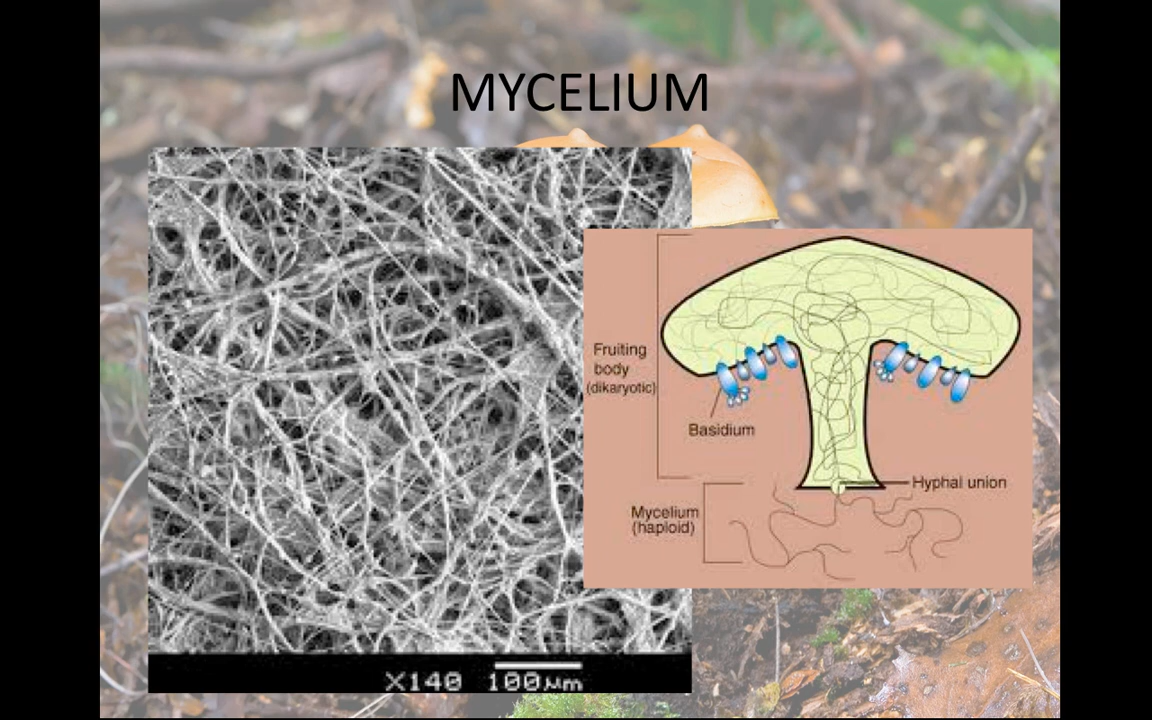 MYCELIUM
Fruiting
body
(dikaryotic)
Basidium
Hyphal union
Mycelium
(haploid)
X140 100µm